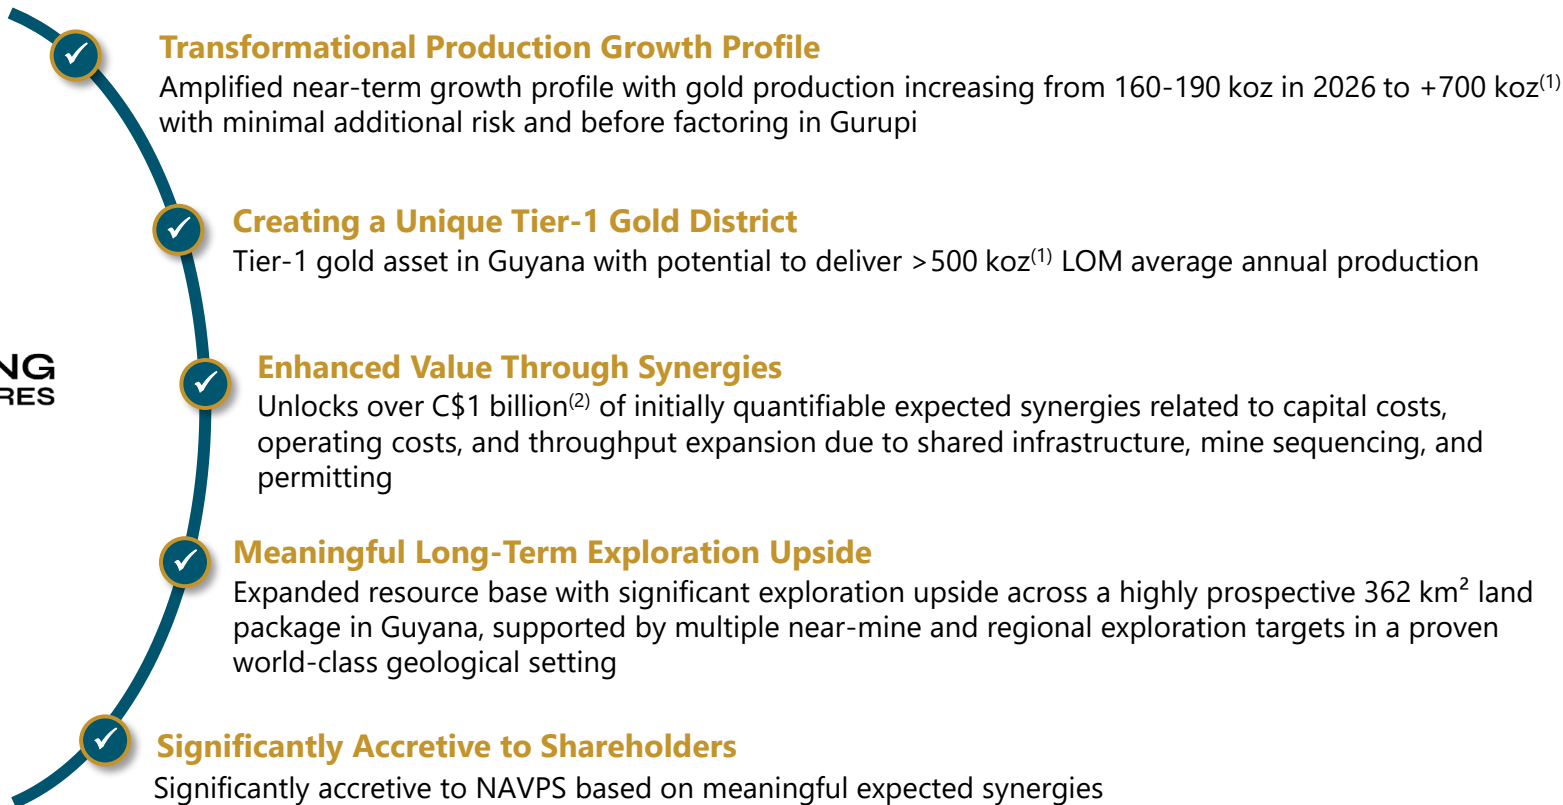 Transformational Production Growth Profile
Amplified near-term growth profile with gold production increasing from 160-190 koz in 2026 to +700 koz⁽¹⁾
with minimal additional risk and before factoring in Gurupi
Creating a Unique Tier-1 Gold District
Tier-1 gold asset in Guyana with potential to deliver >500 koz⁽¹⁾ LOM average annual production
NG
RES
Enhanced Value Through Synergies
Unlocks over C$1 billion⁽²⁾ of initially quantifiable expected synergies related to capital costs,
operating costs, and throughput expansion due to shared infrastructure, mine sequencing, and
permitting
Meaningful Long-Term Exploration Upside
Expanded resource base with significant exploration upside across a highly prospective 362 km² land
package in Guyana, supported by multiple near-mine and regional exploration targets in a proven
world-class geological setting
Significantly Accretive to Shareholders
Significantly accretive to NAVPS based on meaningful expected synergies